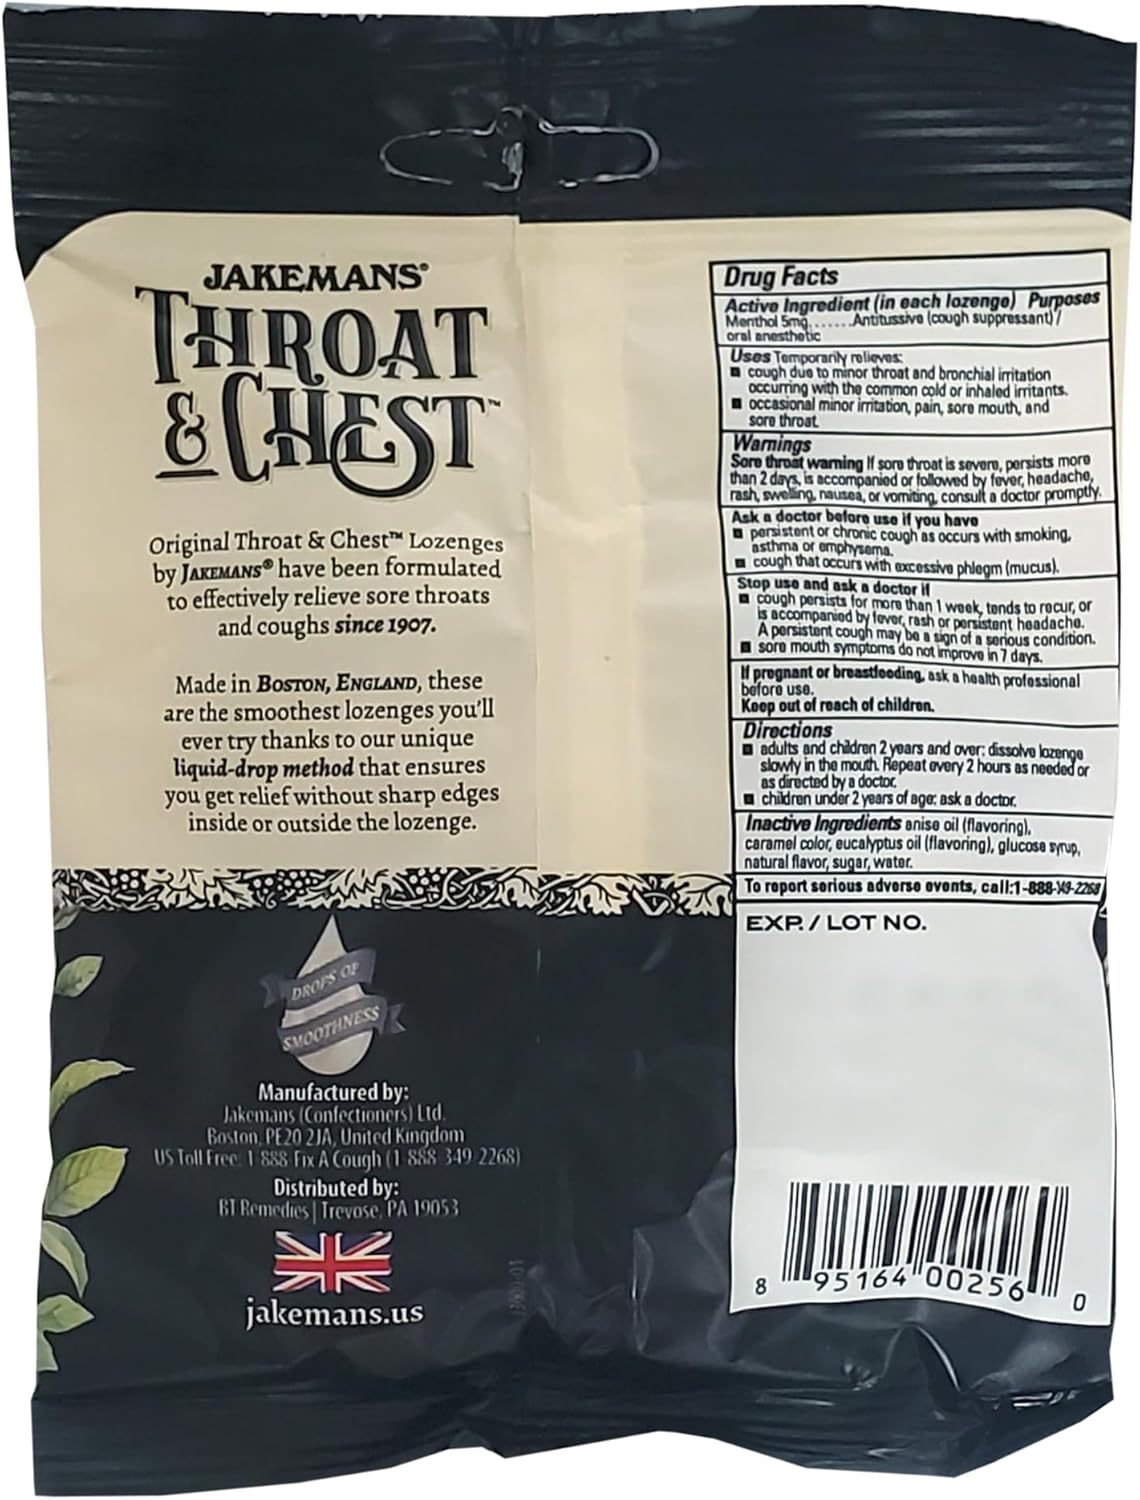 JAKEMANS®
THROAT
& CHEST™
Original Throat & Chest™ Lozenges
by JAKEMANS® have been formulated
to effectively relieve sore throats
and coughs since 1907.
Made in BOSTON, ENGLAND, these
are the smoothest lozenges you'll
ever try thanks to our unique
liquid-drop method that ensures
you get relief without sharp edges
inside or outside the lozenge.
DROPS OF
SMOOTHNESS
Manufactured by:
Jakemans (Confectioners) Ltd.
Boston, PE20 2JA, United Kingdom
US Toll Free: 1 888 Fix A Cough (1 888 349 2268)
Distributed by:
BT Remedies | Trevose, PA 19053
jakemans.us
Drug Facts
Active Ingredient (in each lozenge) Purposes
Menthol 5mg.......Antitussive (cough suppressant) /
oral anesthetic
Uses Temporarily relieves:
■ cough due to minor throat and bronchial irritation
occurring with the common cold or inhaled irritants.
■ occasional minor irritation, pain, sore mouth, and
sore throat.
Warnings
Sore throat warning If sore throat is severe, persists more
than 2 days, is accompanied or followed by fever, headache,
rash, swelling, nausea, or vomiting, consult a doctor promptly.
Ask a doctor before use if you have
■ persistent or chronic cough as occurs with smoking,
asthma or emphysema.
■ cough that occurs with excessive phlegm (mucus).
Stop use and ask a doctor if
■ cough persists for more than 1 week, tends to recur, or
is accompanied by fever, rash or persistent headache.
A persistent cough may be a sign of a serious condition.
■ sore mouth symptoms do not improve in 7 days.
If pregnant or breastfeeding, ask a health professional
before use.
Keep out of reach of children.
Directions
■ adults and children 2 years and over: dissolve lozenge
slowly in the mouth. Repeat every 2 hours as needed or
as directed by a doctor.
■ children under 2 years of age: ask a doctor.
Inactive Ingredients anise oil (flavoring),
caramel color, eucalyptus oil (flavoring), glucose syrup,
natural flavor, sugar, water.
To report serious adverse events, call:1-888-349-2268
EXP. / LOT NO.
8 95164 00256 0